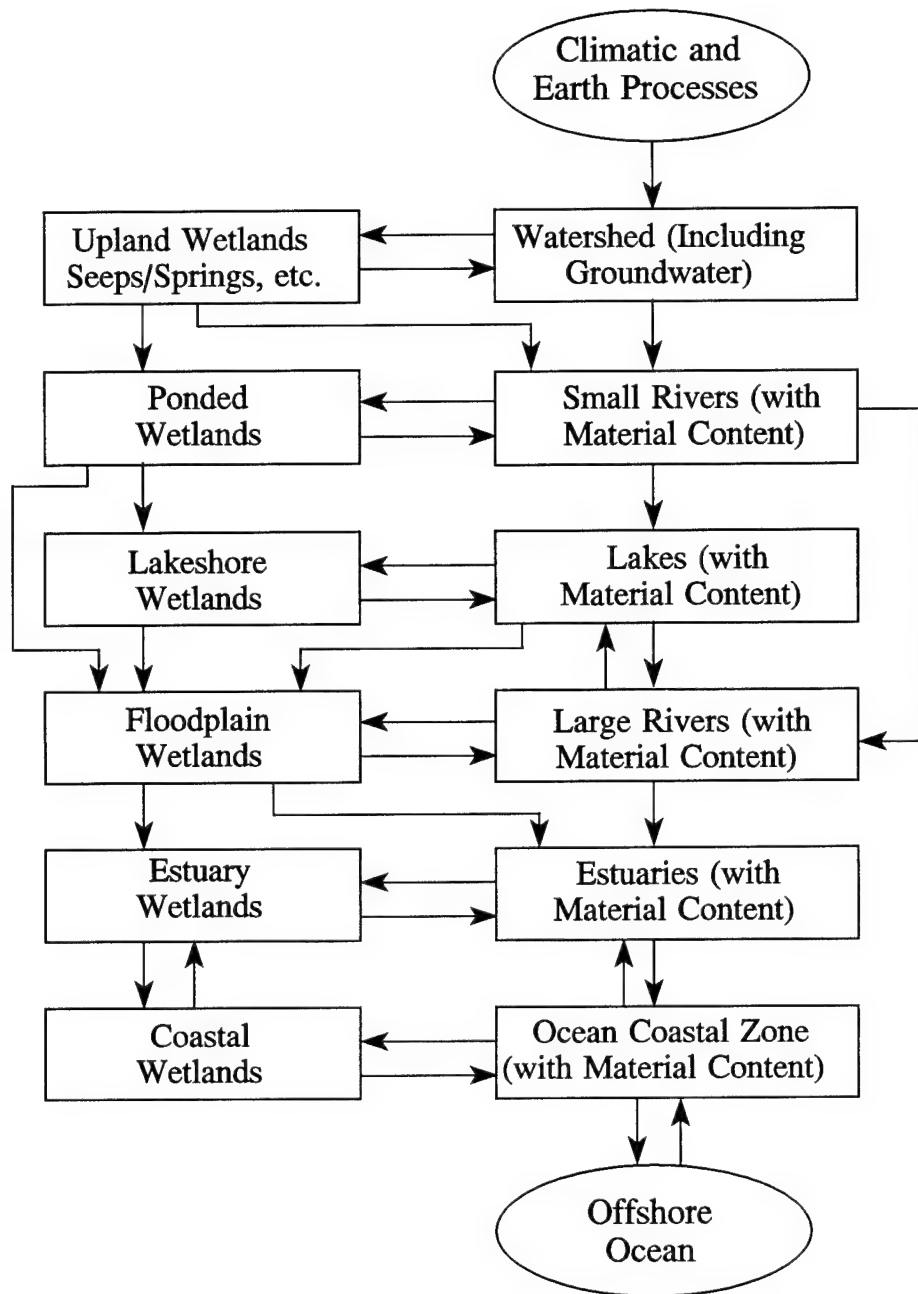 Climatic and
Earth Processes
Upland Wetlands
Seeps/Springs, etc.
Watershed (Including
Groundwater)
Ponded
Wetlands
Small Rivers (with
Material Content)
Lakeshore
Wetlands
Lakes (with
Material Content)
Floodplain
Wetlands
Large Rivers (with
Material Content)
Estuary
Wetlands
Estuaries (with
Material Content)
Coastal
Wetlands
Ocean Coastal Zone
(with Material Content)
Offshore
Ocean